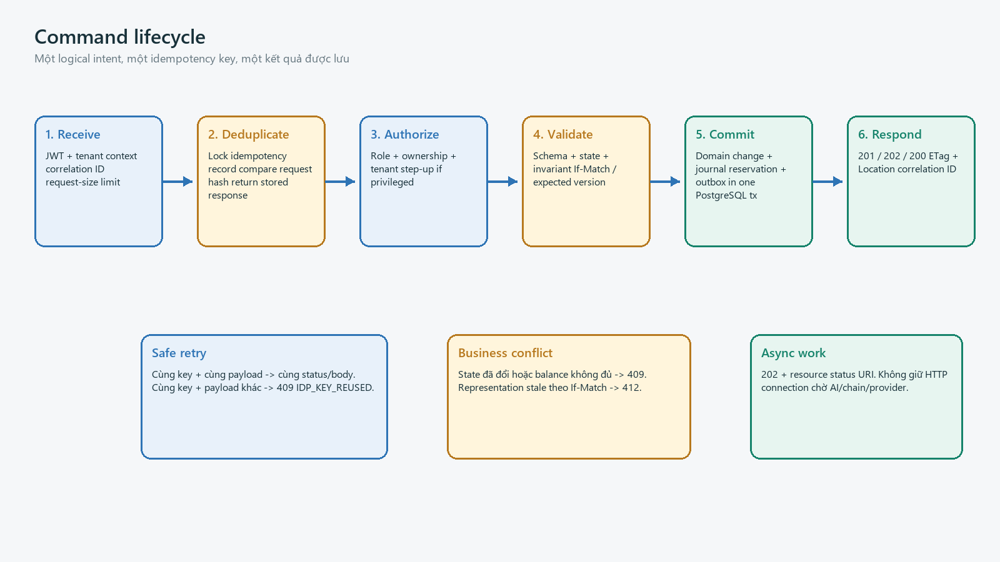 Command lifecycle
Một logical intent, một idempotency key, một kết quả được lưu
1. Receive
JWT + tenant context
correlation ID
request-size limit
2. Deduplicate
Lock idempotency
record compare request
hash return stored
response
3. Authorize
Role + ownership +
tenant step-up if
privileged
4. Validate
Schema + state +
invariant If-Match /
expected version
5. Commit
Domain change +
journal reservation +
outbox in one
PostgreSQL tx
6. Respond
201 / 202 / 200 ETag +
Location correlation ID
Safe retry
Cùng key + cùng payload -> cùng status/body.
Cùng key + payload khác -> 409 IDP_KEY_REUSED.
Business conflict
State đã đổi hoặc balance không đủ -> 409.
Representation stale theo If-Match -> 412.
Async work
202 + resource status URI. Không giữ HTTP
connection chờ AI/chain/provider.